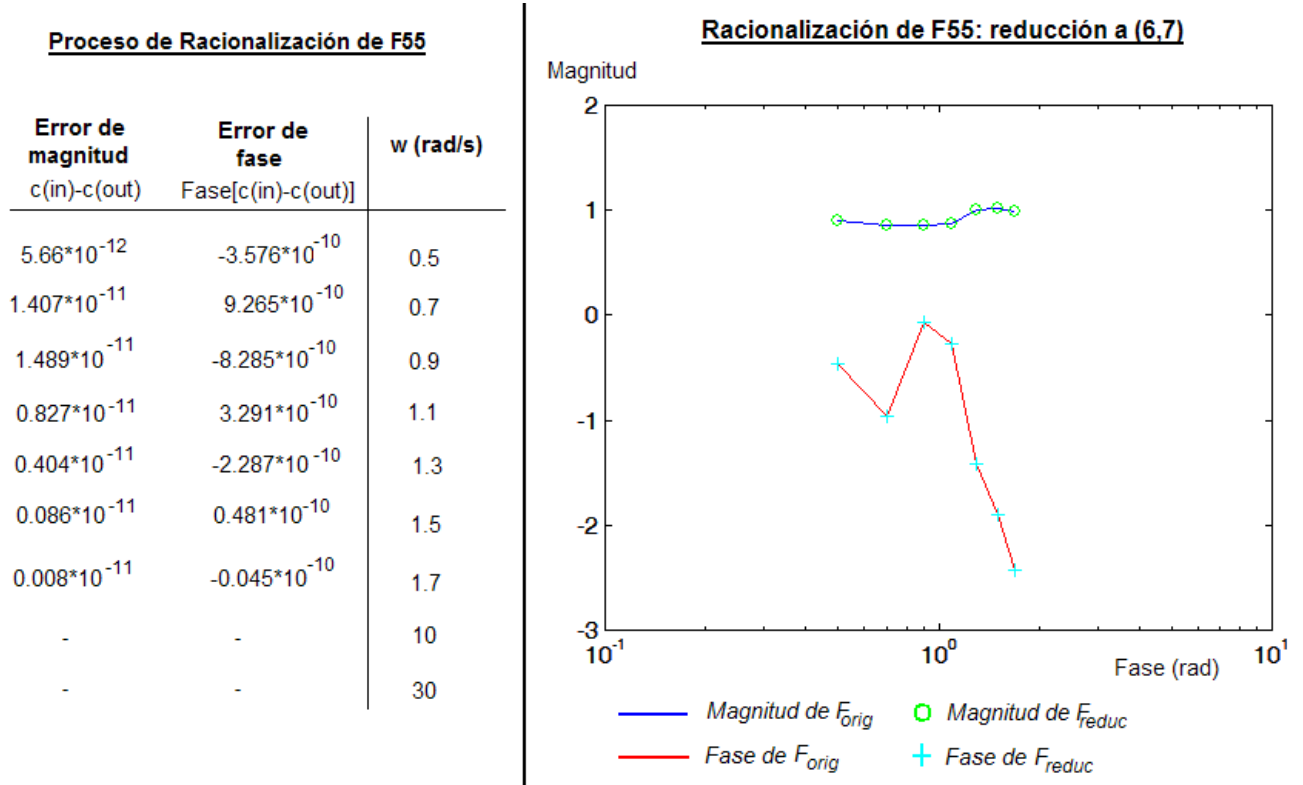 Proceso de Racionalización de F55
Error de magnitud
c(in)-c(out)
Error de fase
Fase[c(in)-c(out)]
w (rad/s)
5.66*10^-12 -3.576*10^-10 0.5
1.407*10^-11 9.265*10^-10 0.7
1.489*10^-11 -8.285*10^-10 0.9
0.827*10^-11 3.291*10^-10 1.1
0.404*10^-11 -2.287*10^-10 1.3
0.086*10^-11 0.481*10^-10 1.5
0.008*10^-11 -0.045*10^-10 1.7
- - 10
- - 30
Racionalización de F55: reducción a (6,7)
Magnitud
2
1
0
-1
-2
-3
10^-1 10^0 10^1
Fase (rad)
Magnitud de F_orig Magnitud de F_reduc
Fase de F_orig Fase de F_reduc